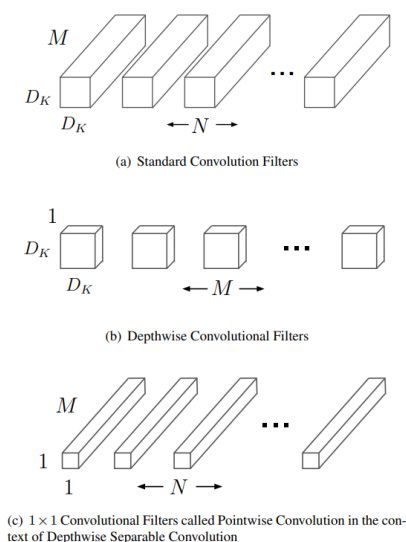 M
D_K
D_K
N
(a) Standard Convolution Filters
1
D_K
D_K
M
(b) Depthwise Convolutional Filters
M
1
1
N
(c) 1 × 1 Convolutional Filters called Pointwise Convolution in the con-
text of Depthwise Separable Convolution